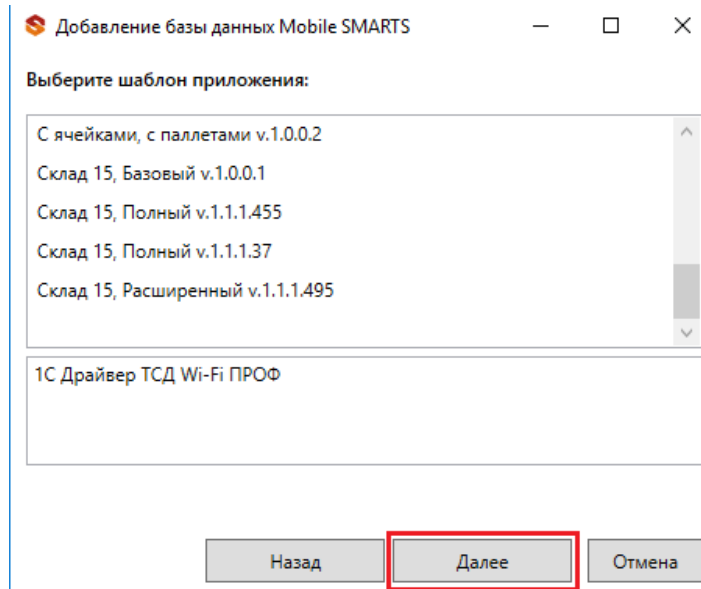 Добавление базы данных Mobile SMARTS
Выберите шаблон приложения:
С ячейками, с паллетами v.1.0.0.2
Склад 15, Базовый v.1.0.0.1
Склад 15, Полный v.1.1.1.455
Склад 15, Полный v.1.1.1.37
Склад 15, Расширенный v.1.1.1.495
1С Драйвер ТСД Wi-Fi ПРОФ
Назад Далее Отмена